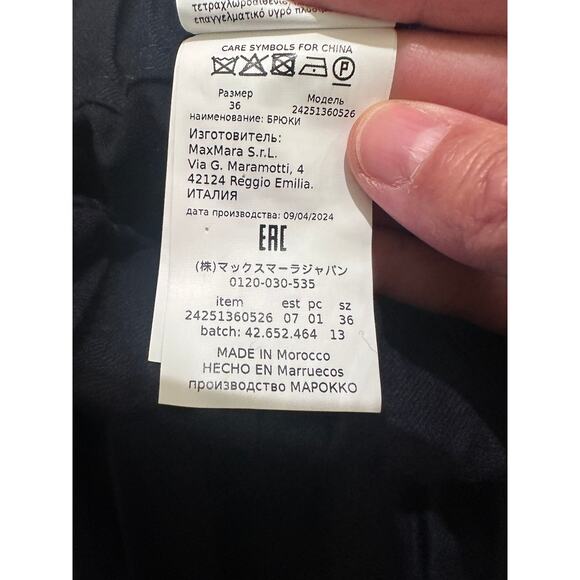 τετραχλωροαιθένιο
επαγγελματικό υγρό
CARE SYMBOLS FOR CHINA
P
Размер Модель
36 24251360526
наименование: БРЮКИ
Изготовитель:
MaxMara S.r.L.
Via G. Maramotti, 4
42124 Reggio Emilia.
ИТАЛИЯ
дата производства: 09/04/2024
EAC
(株)マックスマーラジャパン
0120-030-535
item est pc sz
24251360526 07 01 36
batch: 42.652.464 13
MADE IN Morocco
HECHO EN Marruecos
производство МАРОККО